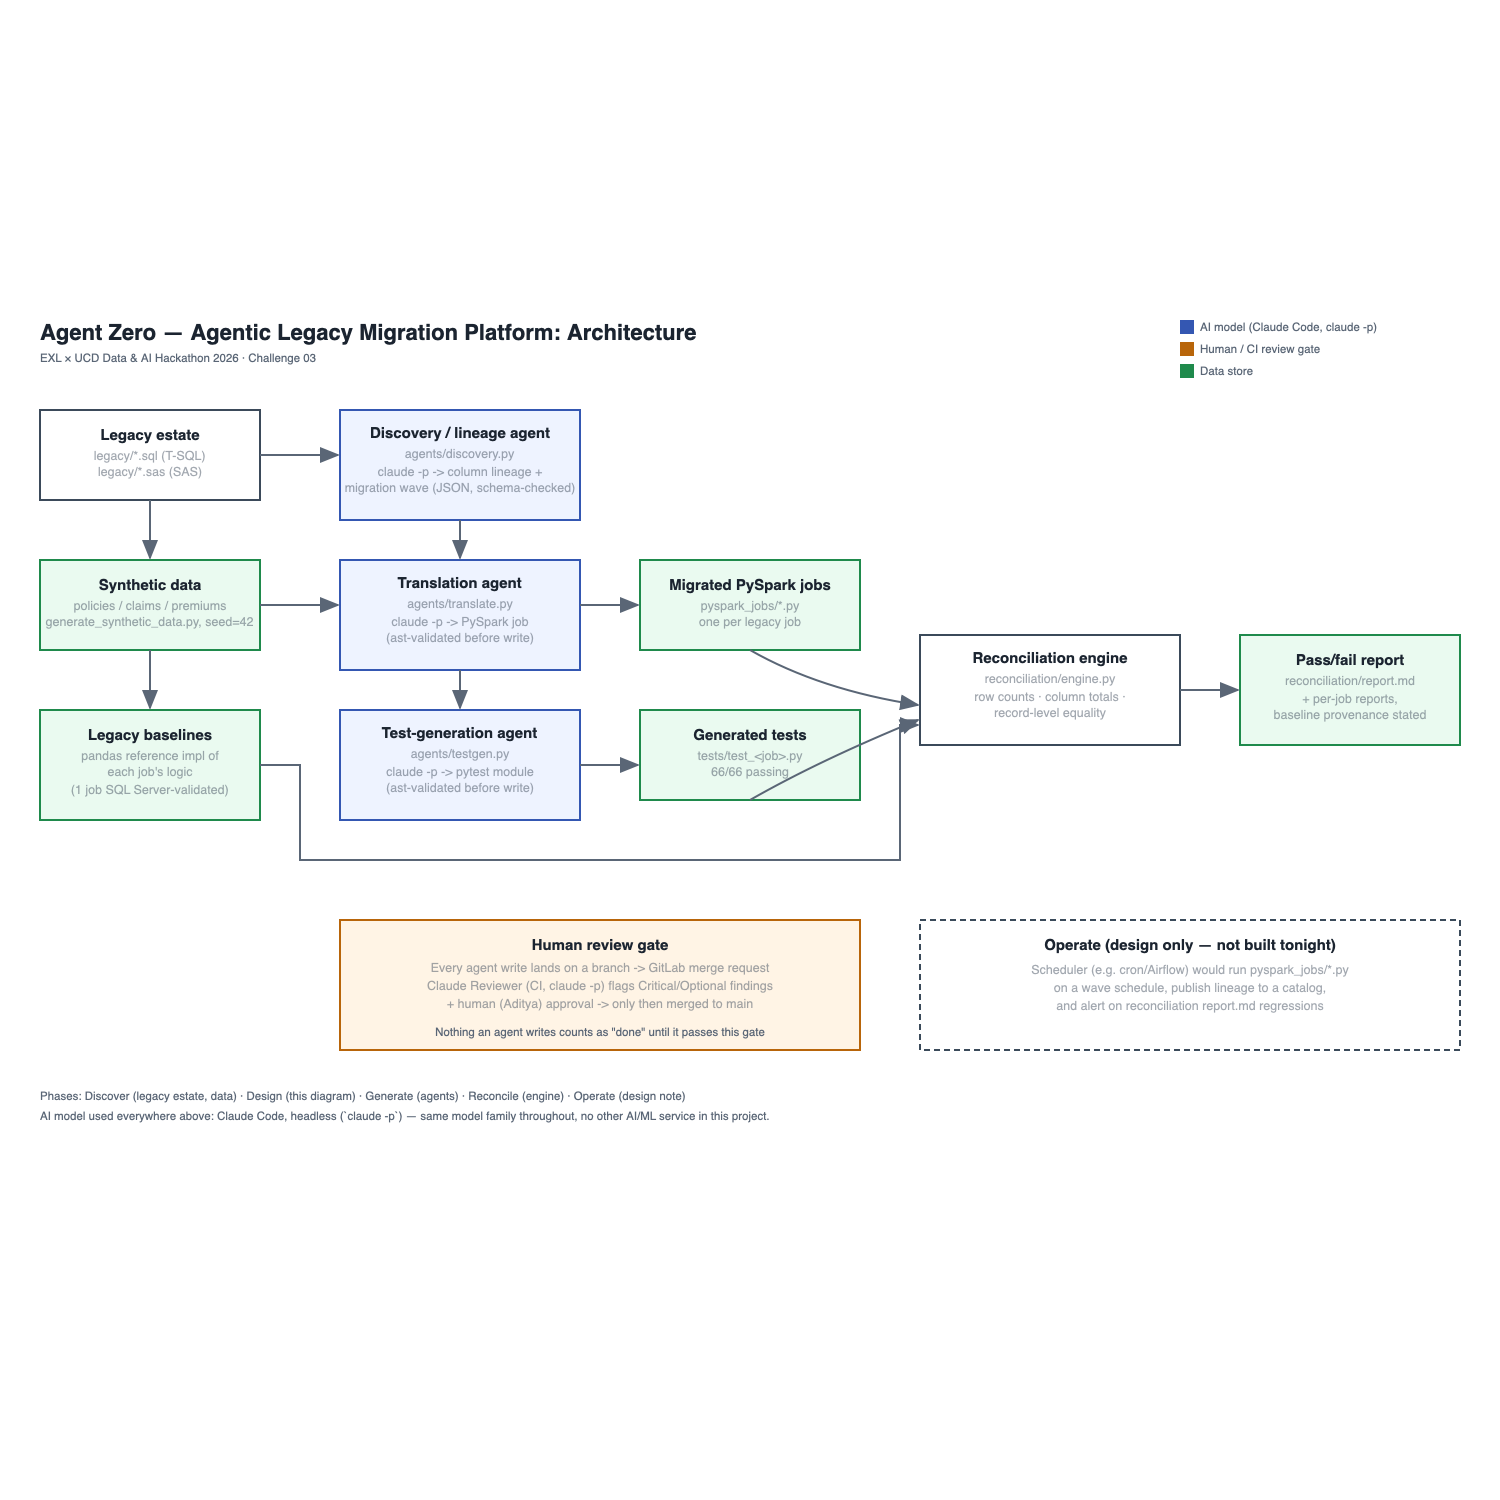 Agent Zero — Agentic Legacy Migration Platform: Architecture
EXL × UCD Data & AI Hackathon 2026 · Challenge 03
AI model (Claude Code, claude -p)
Human / CI review gate
Data store
Legacy estate
legacy/*.sql (T-SQL)
legacy/*.sas (SAS)
Discovery / lineage agent
agents/discovery.py
claude -p -> column lineage +
migration wave (JSON, schema-checked)
Synthetic data
policies / claims / premiums
generate_synthetic_data.py, seed=42
Translation agent
agents/translate.py
claude -p -> PySpark job
(ast-validated before write)
Migrated PySpark jobs
pyspark_jobs/*.py
one per legacy job
Reconciliation engine
reconciliation/engine.py
row counts · column totals ·
record-level equality
Pass/fail report
reconciliation/report.md
+ per-job reports,
baseline provenance stated
Legacy baselines
pandas reference impl of
each job's logic
(1 job SQL Server-validated)
Test-generation agent
agents/testgen.py
claude -p -> pytest module
(ast-validated before write)
Generated tests
tests/test_<job>.py
66/66 passing
Human review gate
Every agent write lands on a branch -> GitLab merge request
Claude Reviewer (CI, claude -p) flags Critical/Optional findings
+ human (Aditya) approval -> only then merged to main
Nothing an agent writes counts as "done" until it passes this gate
Operate (design only — not built tonight)
Scheduler (e.g. cron/Airflow) would run pyspark_jobs/*.py
on a wave schedule, publish lineage to a catalog,
and alert on reconciliation report.md regressions
Phases: Discover (legacy estate, data) · Design (this diagram) · Generate (agents) · Reconcile (engine) · Operate (design note)
AI model used everywhere above: Claude Code, headless (`claude -p`) — same model family throughout, no other AI/ML service in this project.